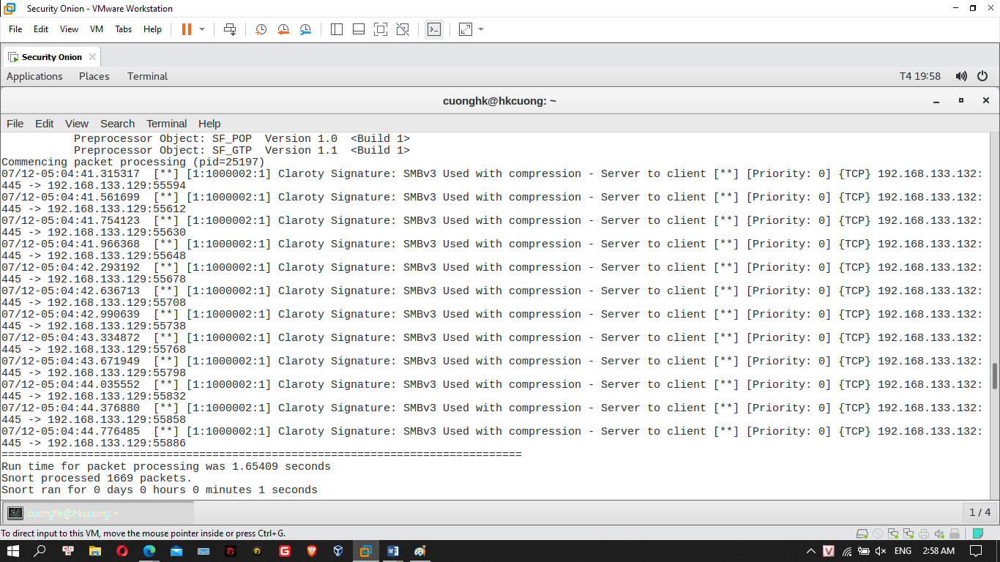 Security Onion - VMware Workstation
File Edit View VM Tabs Help
Security Onion
Applications Places Terminal T4 19:58
cuonghk@hkcuong: ~
File Edit View Search Terminal Help
Preprocessor Object: SF_POP Version 1.0 <Build 1>
Preprocessor Object: SF_GTP Version 1.1 <Build 1>
Commencing packet processing (pid=25197)
07/12-05:04:41.315317 [**] [1:1000002:1] Claroty Signature: SMBv3 Used with compression - Server to client [**] [Priority: 0] {TCP} 192.168.133.132:
445 -> 192.168.133.129:55594
07/12-05:04:41.561699 [**] [1:1000002:1] Claroty Signature: SMBv3 Used with compression - Server to client [**] [Priority: 0] {TCP} 192.168.133.132:
445 -> 192.168.133.129:55612
07/12-05:04:41.754123 [**] [1:1000002:1] Claroty Signature: SMBv3 Used with compression - Server to client [**] [Priority: 0] {TCP} 192.168.133.132:
445 -> 192.168.133.129:55630
07/12-05:04:41.966368 [**] [1:1000002:1] Claroty Signature: SMBv3 Used with compression - Server to client [**] [Priority: 0] {TCP} 192.168.133.132:
445 -> 192.168.133.129:55648
07/12-05:04:42.293192 [**] [1:1000002:1] Claroty Signature: SMBv3 Used with compression - Server to client [**] [Priority: 0] {TCP} 192.168.133.132:
445 -> 192.168.133.129:55678
07/12-05:04:42.636713 [**] [1:1000002:1] Claroty Signature: SMBv3 Used with compression - Server to client [**] [Priority: 0] {TCP} 192.168.133.132:
445 -> 192.168.133.129:55708
07/12-05:04:42.990639 [**] [1:1000002:1] Claroty Signature: SMBv3 Used with compression - Server to client [**] [Priority: 0] {TCP} 192.168.133.132:
445 -> 192.168.133.129:55738
07/12-05:04:43.334872 [**] [1:1000002:1] Claroty Signature: SMBv3 Used with compression - Server to client [**] [Priority: 0] {TCP} 192.168.133.132:
445 -> 192.168.133.129:55768
07/12-05:04:43.671949 [**] [1:1000002:1] Claroty Signature: SMBv3 Used with compression - Server to client [**] [Priority: 0] {TCP} 192.168.133.132:
445 -> 192.168.133.129:55798
07/12-05:04:44.035552 [**] [1:1000002:1] Claroty Signature: SMBv3 Used with compression - Server to client [**] [Priority: 0] {TCP} 192.168.133.132:
445 -> 192.168.133.129:55832
07/12-05:04:44.376880 [**] [1:1000002:1] Claroty Signature: SMBv3 Used with compression - Server to client [**] [Priority: 0] {TCP} 192.168.133.132:
445 -> 192.168.133.129:55858
07/12-05:04:44.776485 [**] [1:1000002:1] Claroty Signature: SMBv3 Used with compression - Server to client [**] [Priority: 0] {TCP} 192.168.133.132:
445 -> 192.168.133.129:55886
===============================================================================
Run time for packet processing was 1.65409 seconds
Snort processed 1669 packets.
Snort ran for 0 days 0 hours 0 minutes 1 seconds
cuonghk@hkcuong: ~ 1 / 4
To direct input to this VM, move the mouse pointer inside or press Ctrl+G.
ENG 2:58 AM